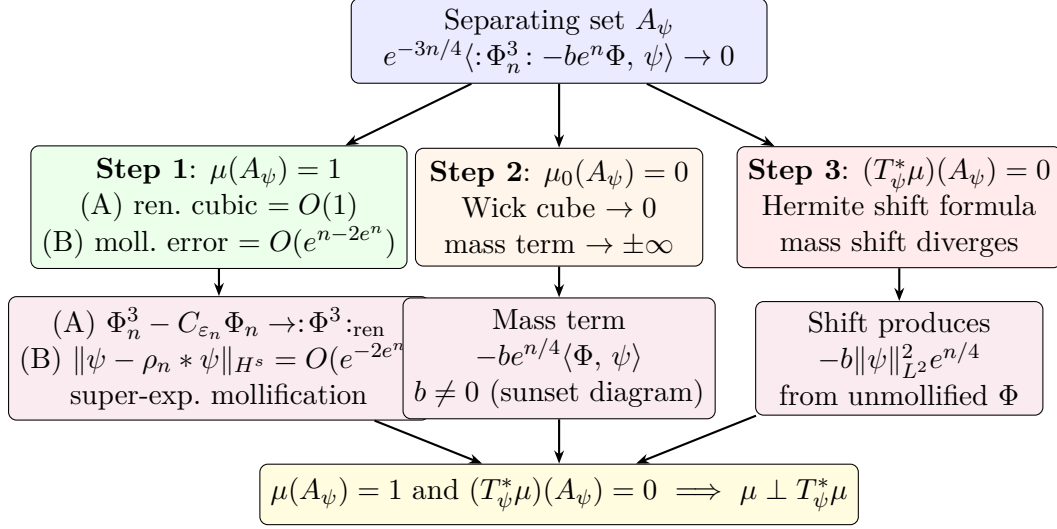 Separating set A_ψ
e^{-3n/4}⟨:Φ_n^3: −be^nΦ, ψ⟩ → 0
Step 1: μ(A_ψ) = 1
(A) ren. cubic = O(1)
(B) moll. error = O(e^{n−2e^n})
Step 2: μ_0(A_ψ) = 0
Wick cube → 0
mass term → ±∞
Step 3: (T_ψ^*μ)(A_ψ) = 0
Hermite shift formula
mass shift diverges
(A) Φ_n^3 − C_{ε_n}Φ_n →:Φ^3:_{ren}
(B) ‖ψ − ρ_n * ψ‖_{H^s} = O(e^{-2e^n}
super-exp. mollification
Mass term
−be^{n/4}⟨Φ, ψ⟩
b ≠ 0 (sunset diagram)
Shift produces
−b‖ψ‖_{L^2}^2 e^{n/4}
from unmollified Φ
μ(A_ψ) = 1 and (T_ψ^*μ)(A_ψ) = 0 ⟹ μ ⊥ T_ψ^*μ